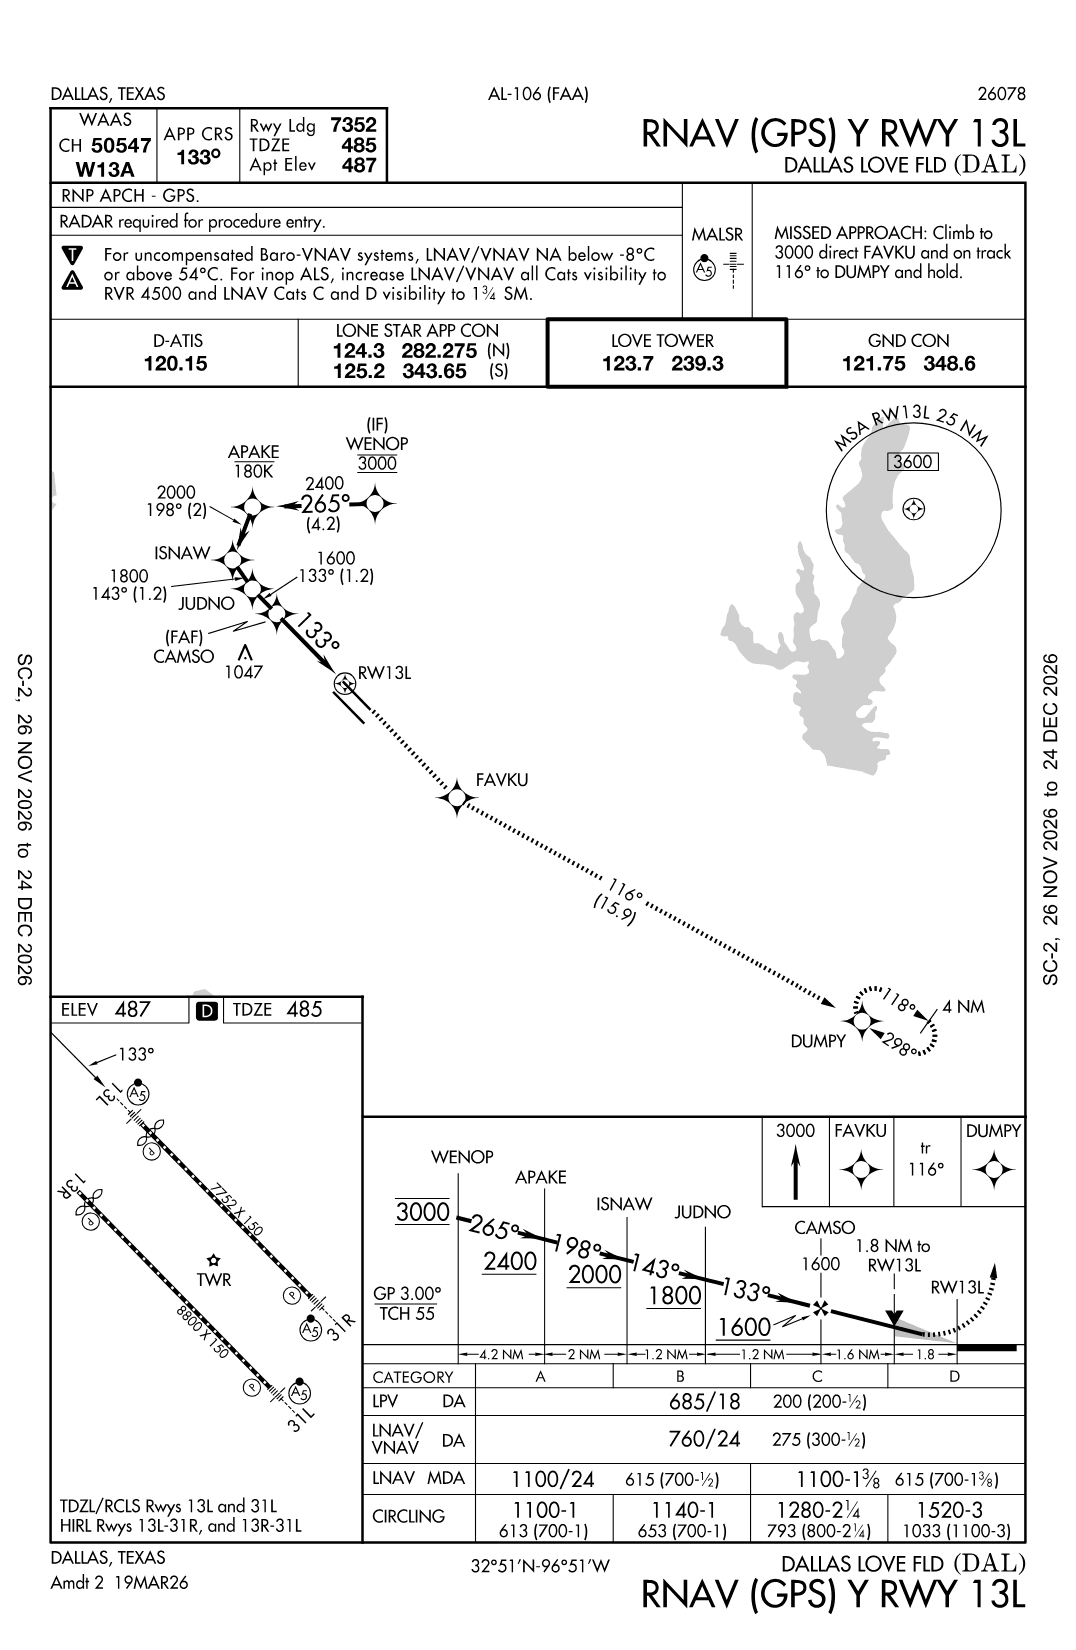 DALLAS, TEXAS
AL-106 (FAA)
26078
WAAS
CH 50547
W13A
APP CRS
133°
Rwy Ldg 7352
TDZE 485
Apt Elev 487
RNAV (GPS) Y RWY 13L
DALLAS LOVE FLD (DAL)
RNP APCH - GPS.
RADAR required for procedure entry.
T
A
For uncompensated Baro-VNAV systems, LNAV/VNAV NA below -8°C
or above 54°C. For inop ALS, increase LNAV/VNAV all Cats visibility to
RVR 4500 and LNAV Cats C and D visibility to 1¾ SM.
MALSR
A5
MISSED APPROACH: Climb to
3000 direct FAVKU and on track
116° to DUMPY and hold.
D-ATIS
120.15
LONE STAR APP CON
124.3 282.275 (N)
125.2 343.65 (S)
LOVE TOWER
123.7 239.3
GND CON
121.75 348.6
MSA RW13L 25 NM
3600
(IF)
WENOP
3000
APAKE
180K
2400
265°
(4.2)
2000
198° (2)
ISNAW
1600
133° (1.2)
1800
143° (1.2)
JUDNO
(FAF)
CAMSO
133°
1047
RW13L
FAVKU
116°
(15.9)
DUMPY
118°
298°
4 NM
SC-2, 26 NOV 2026 to 24 DEC 2026
SC-2, 26 NOV 2026 to 24 DEC 2026
ELEV 487
D
TDZE 485
133°
13L
A5
P
7752 X 150
13R
P
TWR
8800 X 150
P
A5
31R
P
A5
31L
TDZL/RCLS Rwys 13L and 31L
HIRL Rwys 13L-31R, and 13R-31L
3000
FAVKU
tr
116°
DUMPY
WENOP
APAKE
ISNAW
JUDNO
CAMSO
1600
1.8 NM to
RW13L
RW13L
3000
265°
2400
198°
2000
143°
1800
133°
1600
GP 3.00°
TCH 55
4.2 NM
2 NM
1.2 NM
1.2 NM
1.6 NM
1.8
CATEGORY A B C D
LPV DA 685/18 200 (200-½)
LNAV/
VNAV DA 760/24 275 (300-½)
LNAV MDA 1100/24 615 (700-½) 1100-1⅜ 615 (700-1⅜)
CIRCLING
1100-1
613 (700-1)
1140-1
653 (700-1)
1280-2¼
793 (800-2¼)
1520-3
1033 (1100-3)
DALLAS, TEXAS
Amdt 2 19MAR26
32°51'N-96°51'W
DALLAS LOVE FLD (DAL)
RNAV (GPS) Y RWY 13L